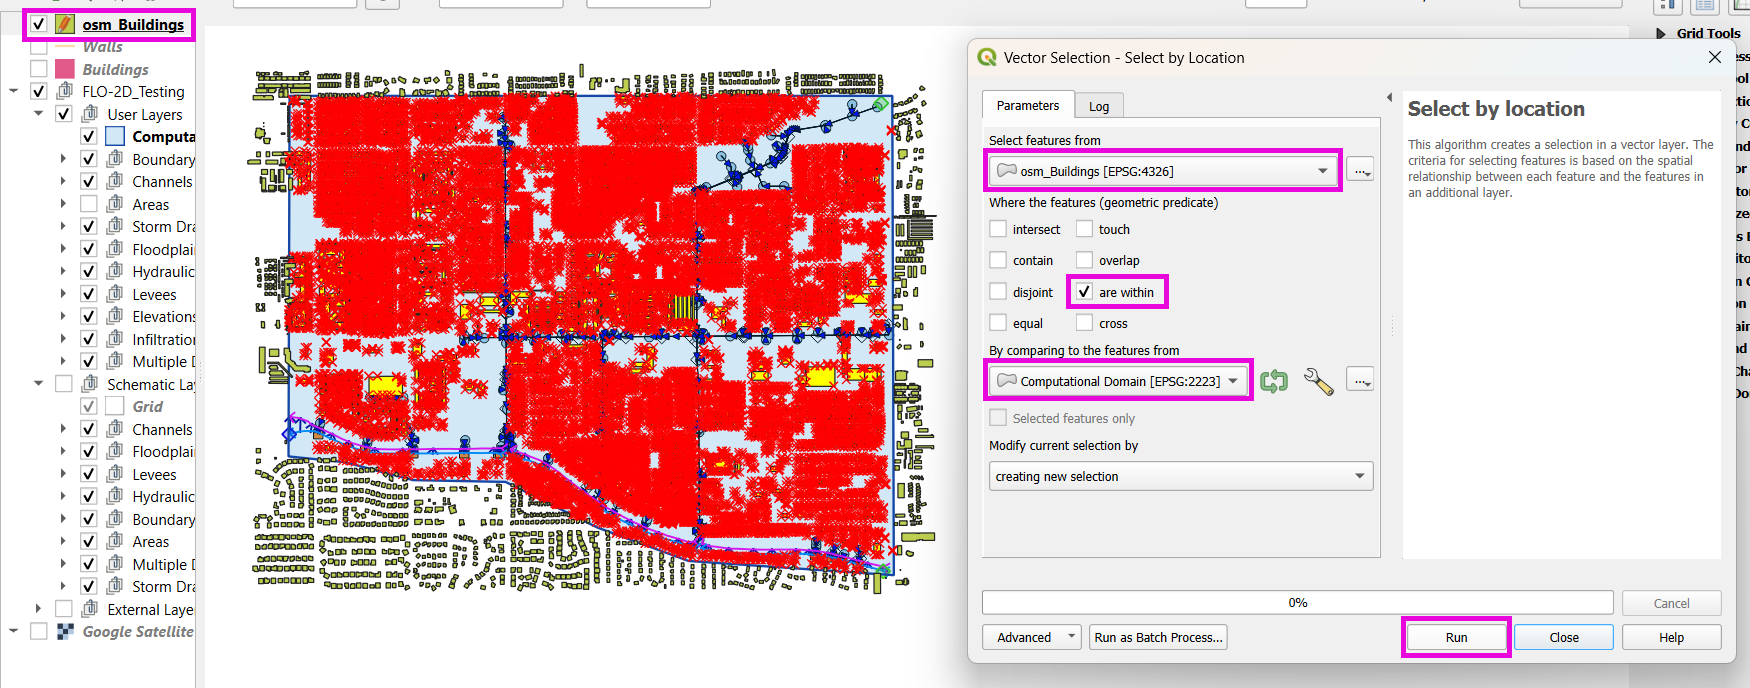 osm_Buildings
Walls
Buildings
FLO-2D_Testing
User Layers
Computa
Boundary
Channels
Areas
Storm Dra
Floodplain
Hydraulic
Levees
Elevations
Infiltration
Multiple D
Schematic Lay
Grid
Channels
Floodplain
Levees
Hydraulic
Boundary
Areas
Multiple D
Storm Dra
External Laye
Google Satellite
Vector Selection - Select by Location
Parameters
Log
Select features from
osm_Buildings [EPSG:4326]
...
Where the features (geometric predicate)
intersect
touch
contain
overlap
disjoint
are within
equal
cross
By comparing to the features from
Computational Domain [EPSG:2223]
...
Selected features only
Modify current selection by
creating new selection
Select by location
This algorithm creates a selection in a vector layer. The
criteria for selecting features is based on the spatial
relationship between each feature and the features in
an additional layer.
0%
Cancel
Advanced
Run as Batch Process...
Run
Close
Help
Grid Tools